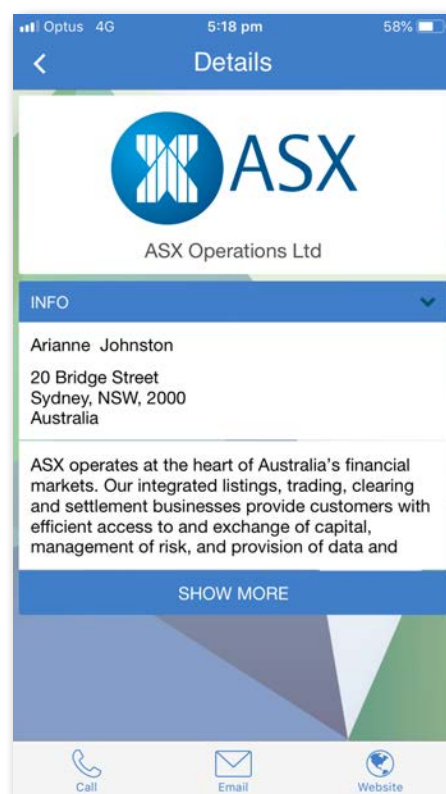 Optus 4G 5:18 pm 58%
Details
ASX
ASX Operations Ltd
INFO
Arianne Johnston
20 Bridge Street
Sydney, NSW, 2000
Australia
ASX operates at the heart of Australia's financial
markets. Our integrated listings, trading, clearing
and settlement businesses provide customers with
efficient access to and exchange of capital,
management of risk, and provision of data and
SHOW MORE
Call Email Website